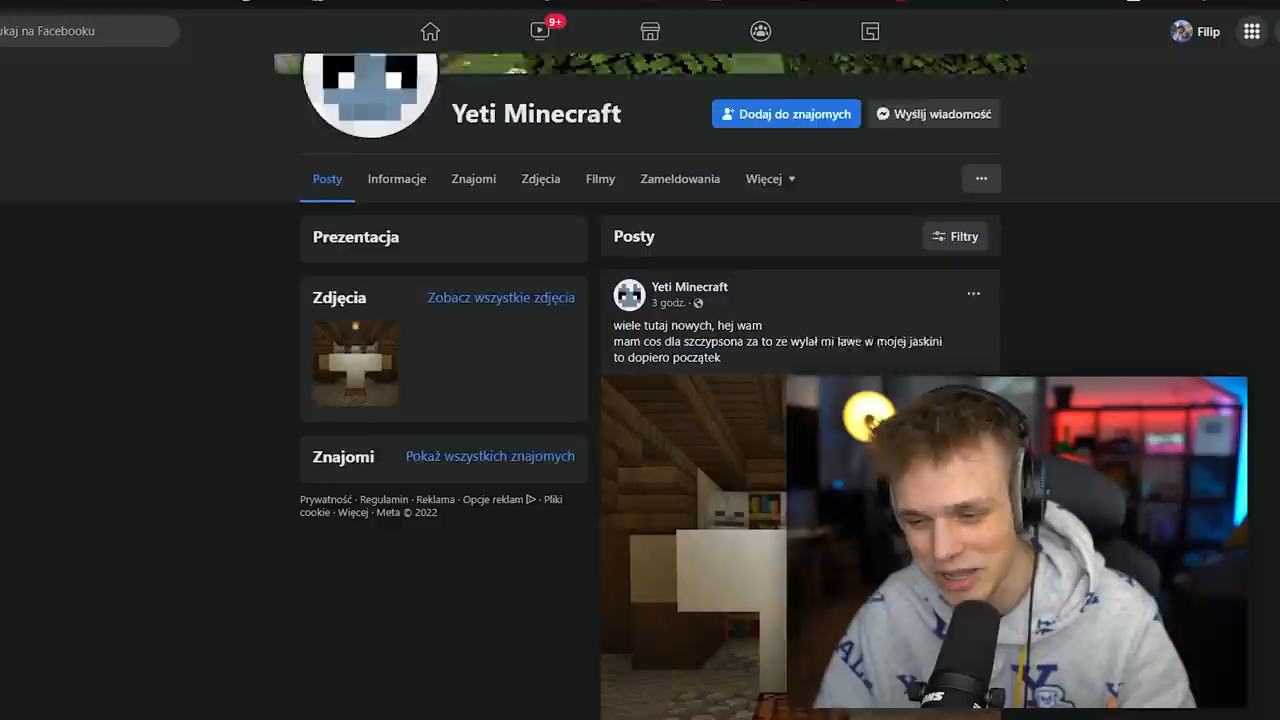 ukaj na Facebooku
9+
Filip
Yeti Minecraft
Dodaj do znajomych
Wyślij wiadomość
Posty
Informacje
Znajomi
Zdjęcia
Filmy
Zameldowania
Więcej
Prezentacja
Posty
Filtry
Zdjęcia
Zobacz wszystkie zdjęcia
Yeti Minecraft
3 godz. ·
wiele tutaj nowych, hej wam
mam cos dla szczypsona za to ze wylał mi lawe w mojej jaskini
to dopiero początek
Znajomi
Pokaż wszystkich znajomych
Prywatność · Regulamin · Reklama · Opcje reklam · Pliki
cookie · Więcej · Meta © 2022